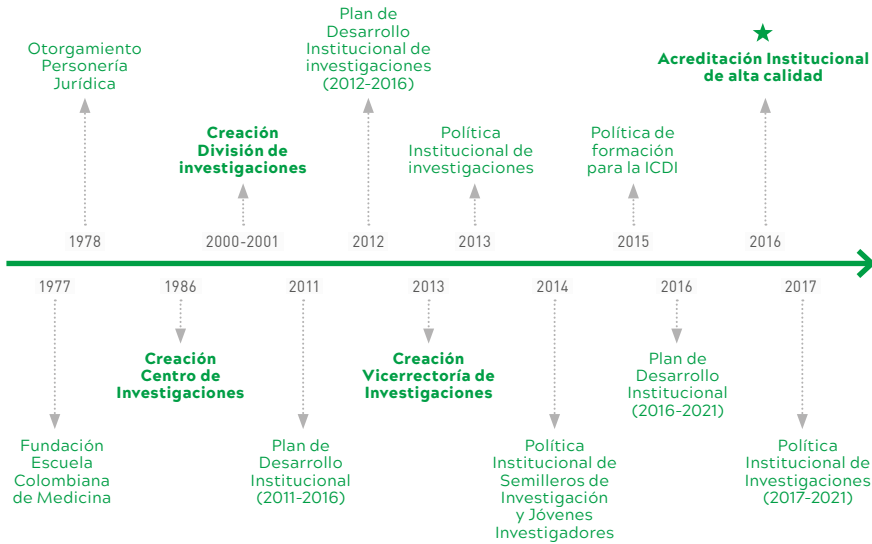 Otorgamiento
Personería
Jurídica
1978
Creación
División de
investigaciones
2000-2001
Plan de
Desarrollo
Institucional de
investigaciones
(2012-2016)
2012
Política
Institucional de
investigaciones
2013
Política de
formación
para la ICDI
2015
Acreditación Institucional
de alta calidad
2016
1977
Fundación
Escuela
Colombiana
de Medicina
1986
Creación
Centro de
Investigaciones
2011
Plan de
Desarrollo
Institucional
(2011-2016)
2013
Creación
Vicerrectoría de
Investigaciones
2014
Política
Institucional de
Semilleros de
Investigación
y Jóvenes
Investigadores
2016
Plan de
Desarrollo
Institucional
(2016-2021)
2017
Política
Institucional de
Investigaciones
(2017-2021)